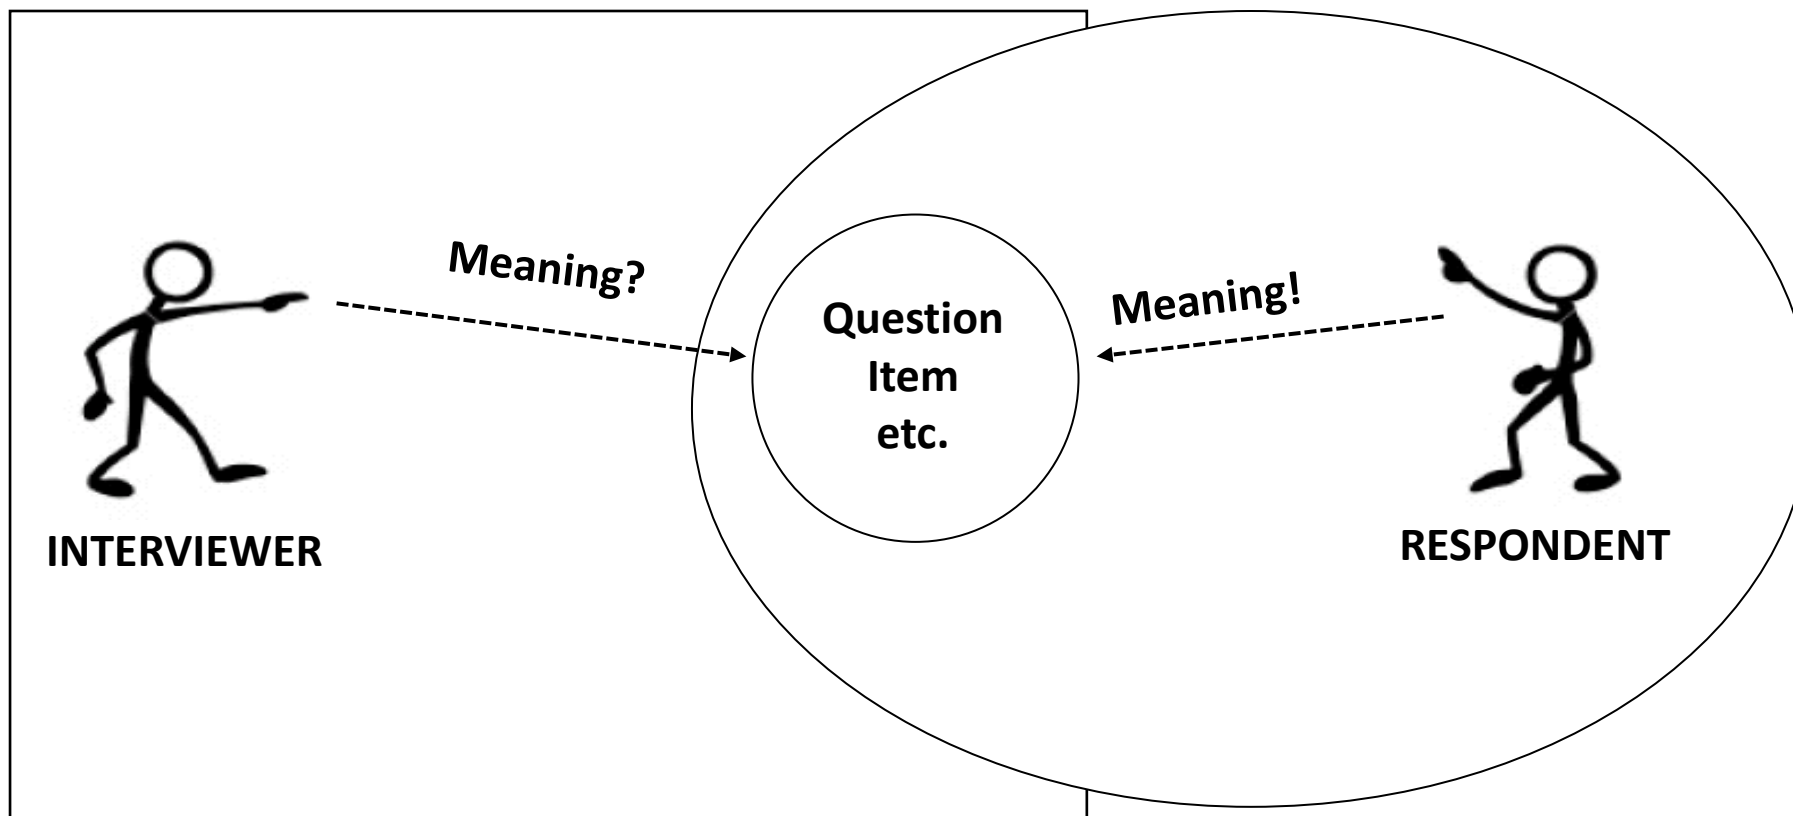 Meaning?
Meaning!
Question
Item
etc.
INTERVIEWER
RESPONDENT